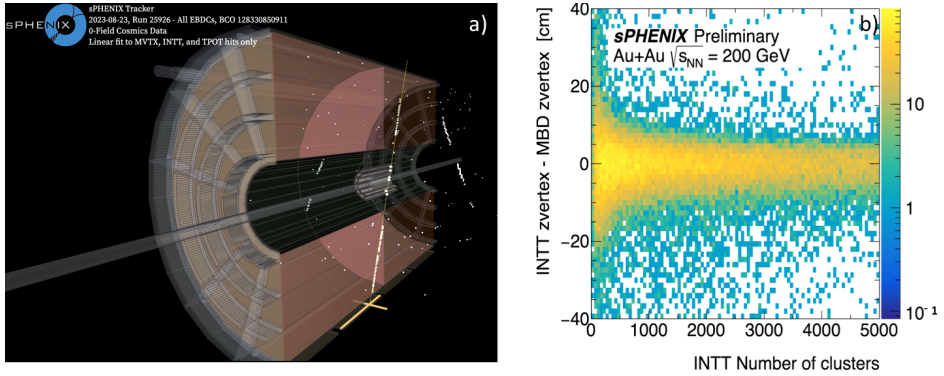 SPHENIX
sPHENIX Tracker
2023-08-23, Run 25926 - All EBDCs, BCO 128330850911
0-Field Cosmics Data
Linear fit to MVTX, INTT, and TPOT hits only
a)
b)
sPHENIX Preliminary
Au+Au √sNN = 200 GeV
INTT zvertex - MBD zvertex [cm]
40
20
0
−20
−40
0 1000 2000 3000 4000 5000
INTT Number of clusters
10
1
10⁻¹